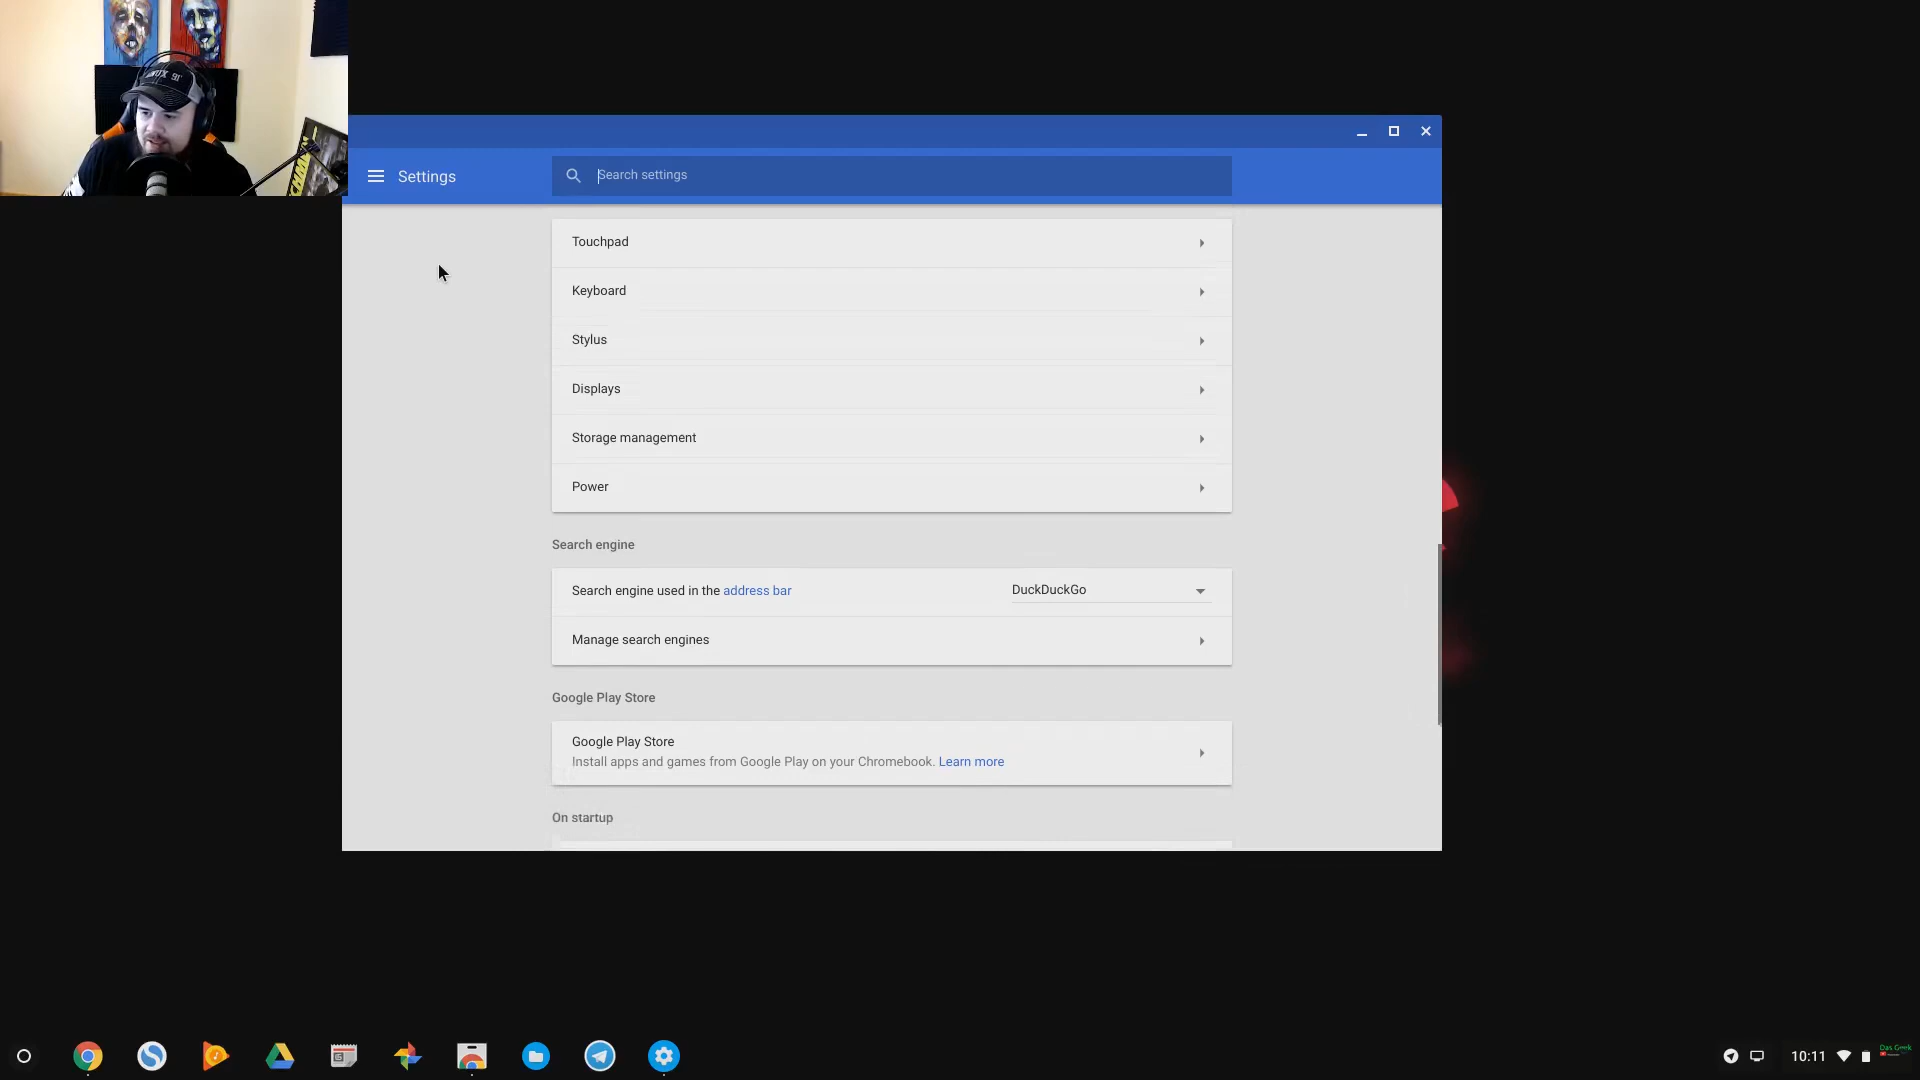 Settings
Search settings
Touchpad
Keyboard
Stylus
Displays
Storage management
Power
Search engine
Search engine used in the address bar
DuckDuckGo
Manage search engines
Google Play Store
Google Play Store
Install apps and games from Google Play on your Chromebook. Learn more
On startup
10:11
Das Geek